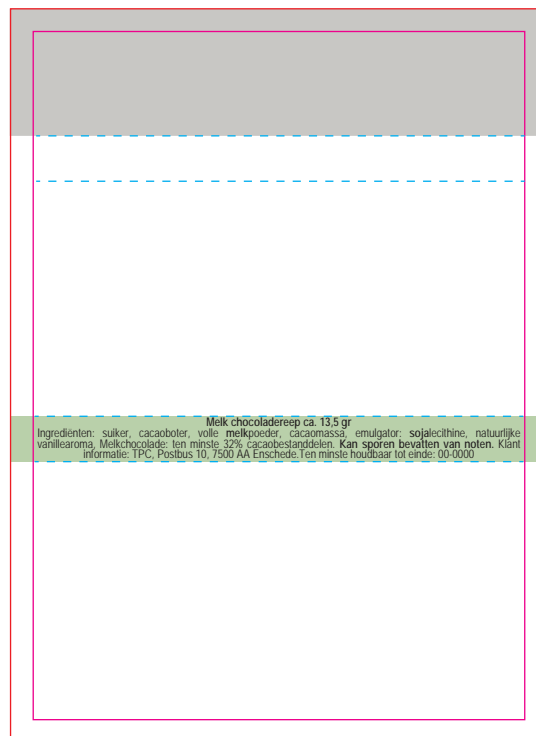 Melk chocoladereep ca. 13,5 gr
Ingrediënten: suiker, cacaoboter, volle melkpoeder, cacaomassa, emulgator: sojalecithine, natuurlijke
vanillearoma, Melkchocolade: ten minste 32% cacaobestanddelen. Kan sporen bevatten van noten. Klant
informatie: TPC, Postbus 10, 7500 AA Enschede.Ten minste houdbaar tot einde: 00-0000